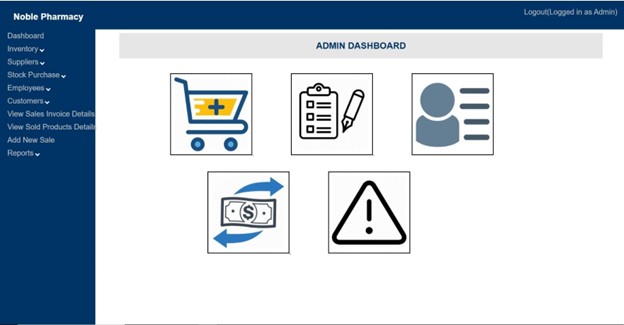 Noble Pharmacy
Logout(Logged in as Admin)
Dashboard
Inventory
Suppliers
Stock Purchase
Employees
Customers
View Sales Invoice Details
View Sold Products Details
Add New Sale
Reports
ADMIN DASHBOARD